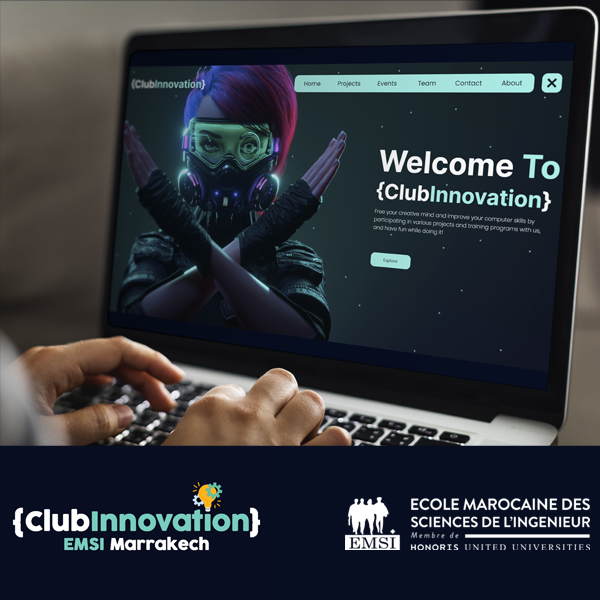 {ClubInnovation}
Home Projects Events Team Contact About
Welcome To
{ClubInnovation}
Free your creative mind and improve your computer skills by
participating in various projects and training programs with us,
and have fun while doing it!
Explore
{ClubInnovation}
EMSI Marrakech
EMSI
ECOLE MAROCAINE DES
SCIENCES DE L'INGENIEUR
Membre de
HONORIS UNITED UNIVERSITIES